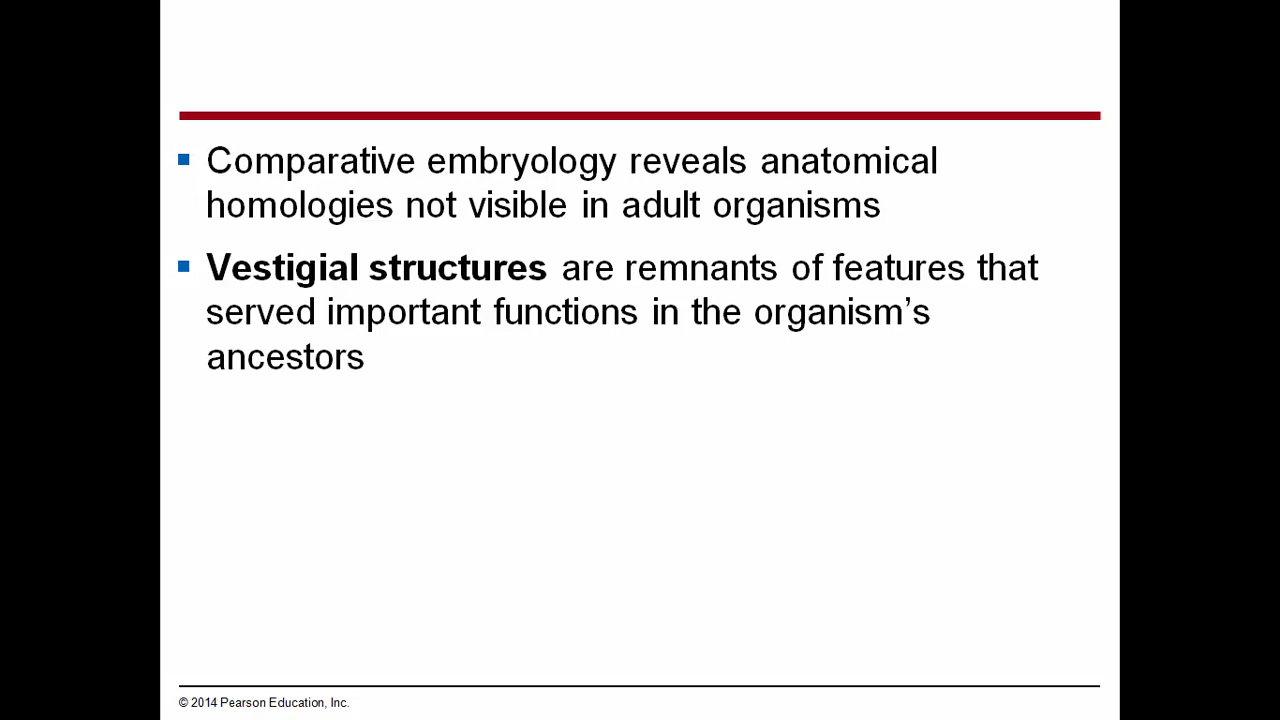 Comparative embryology reveals anatomical
homologies not visible in adult organisms
Vestigial structures are remnants of features that
served important functions in the organism’s
ancestors
© 2014 Pearson Education, Inc.